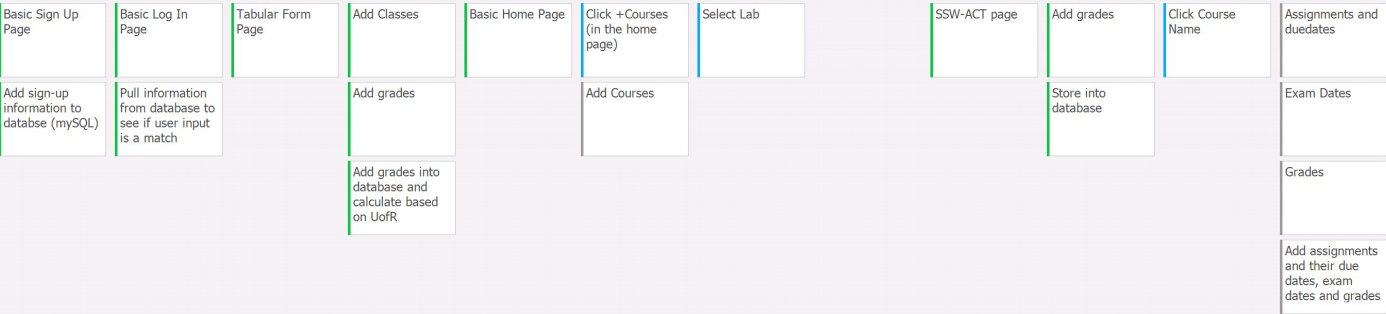 Basic Sign Up
Page
Basic Log In
Page
Tabular Form
Page
Add Classes
Basic Home Page
Click +Courses
(in the home
page)
Select Lab
SSW-ACT page
Add grades
Click Course
Name
Assignments and
duedates
Add sign-up
information to
databse (mySQL)
Pull information
from database to
see if user input
is a match
Add grades
Add Courses
Store into
database
Exam Dates
Add grades into
database and
calculate based
on UofR
Grades
Add assignments
and their due
dates, exam
dates and grades